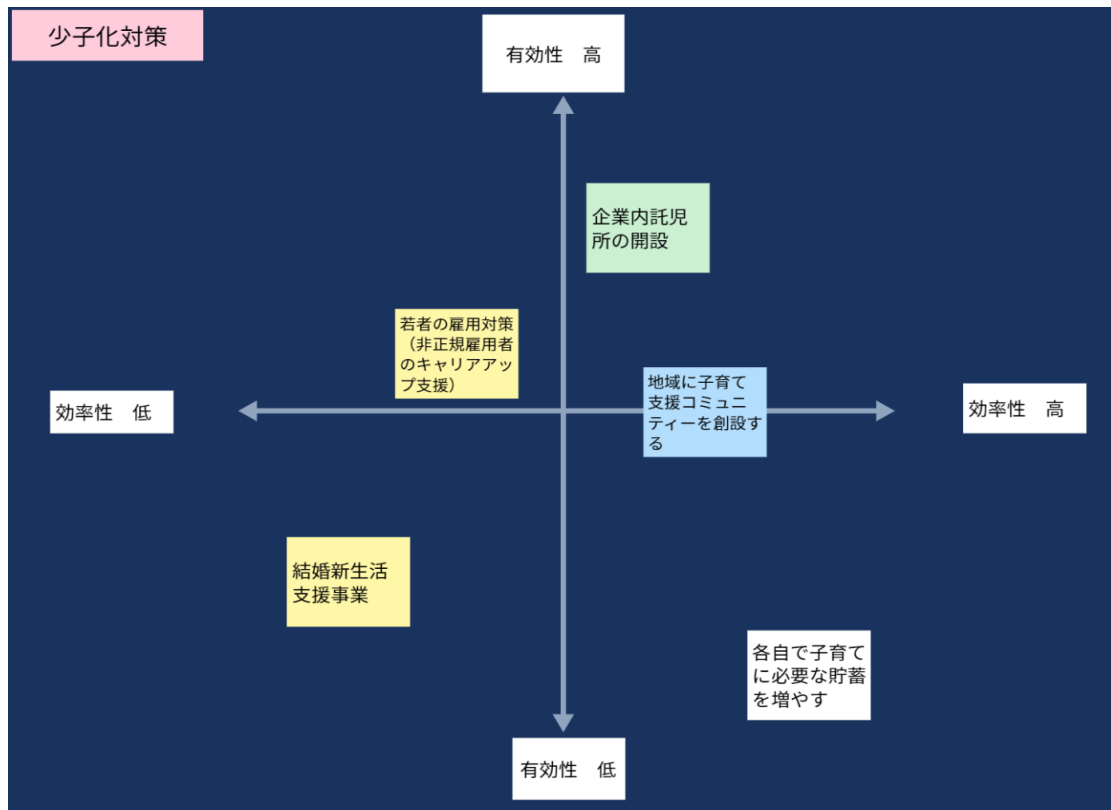 少子化対策
有効性　高
企業内託児
所の開設
若者の雇用対策
（非正規雇用者
のキャリアアッ
プ支援）
地域に子育て
支援コミュニ
ティーを創設す
る
効率性　低
効率性　高
結婚新生活
支援事業
各自で子育て
に必要な貯蓄
を増やす
有効性　低